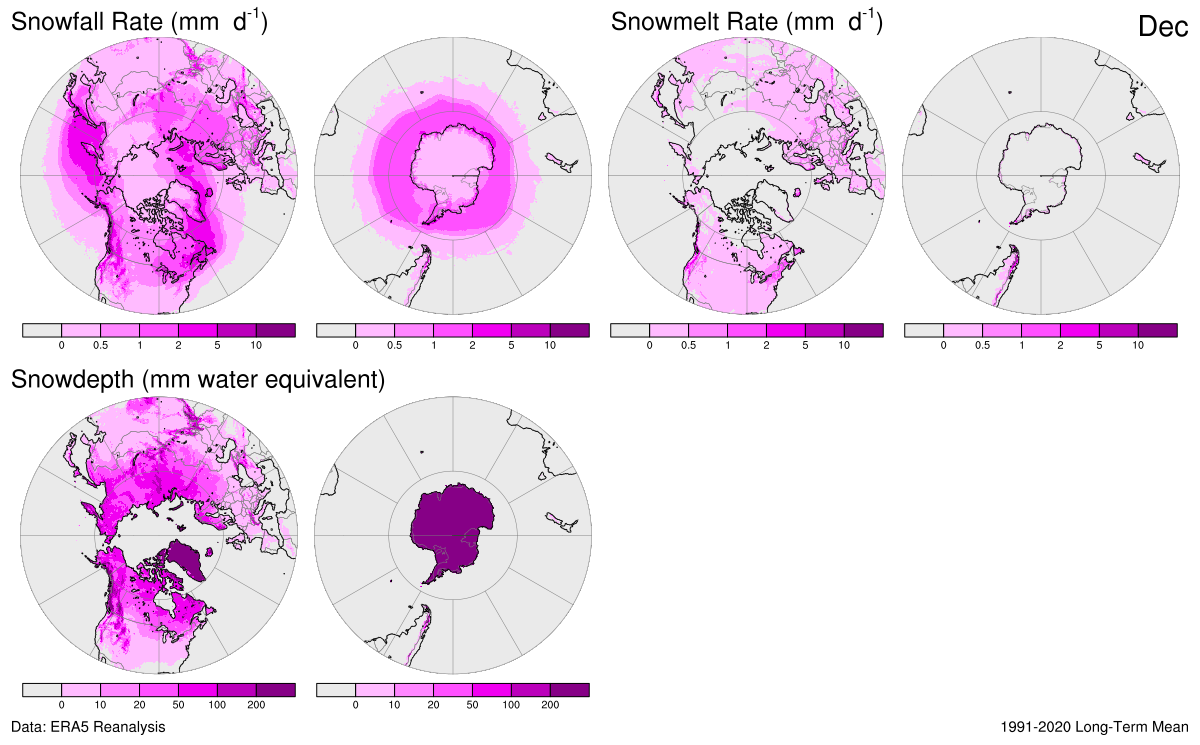 Snowfall Rate (mm d⁻¹)
Snowmelt Rate (mm d⁻¹)
Dec
0 0.5 1 2 5 10
0 0.5 1 2 5 10
0 0.5 1 2 5 10
0 0.5 1 2 5 10
Snowdepth (mm water equivalent)
0 10 20 50 100 200
0 10 20 50 100 200
Data: ERA5 Reanalysis
1991-2020 Long-Term Mean